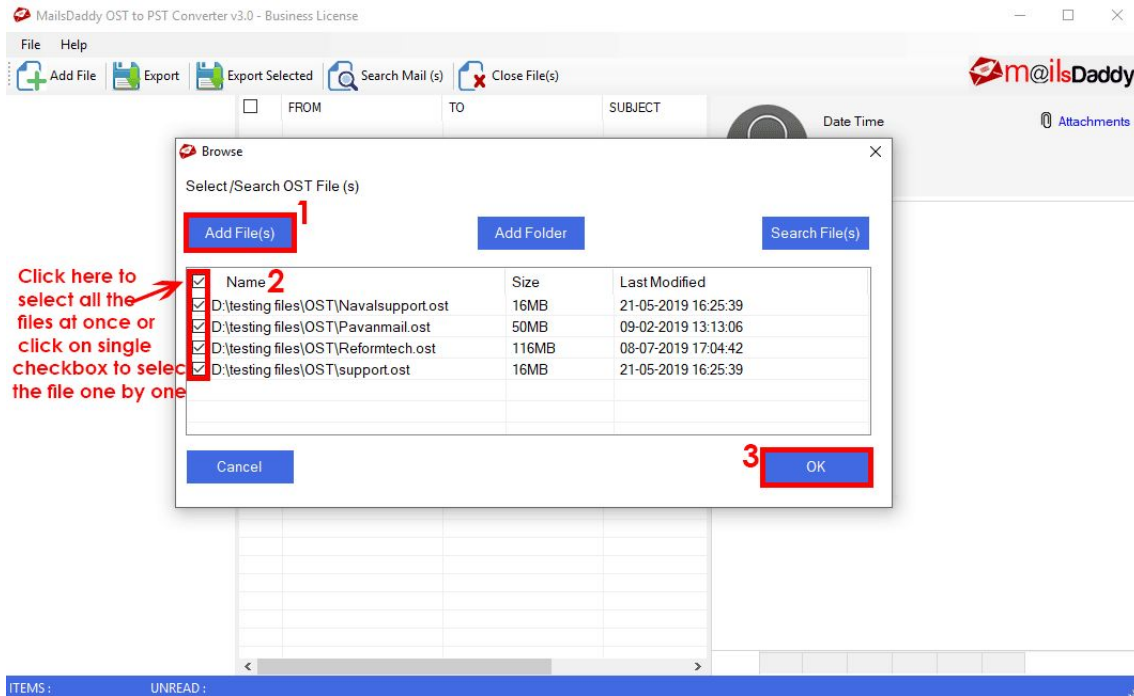 MailsDaddy OST to PST Converter v3.0 - Business License
File Help
Add File Export Export Selected Search Mail (s) Close File(s)
m@ilsDaddy
FROM TO SUBJECT
Date Time
Attachments
Browse
Select /Search OST File (s)
1
Add File(s) Add Folder Search File(s)
Click here to
select all the
files at once or
click on single
checkbox to select
the file one by one
Name 2 Size Last Modified
D:\testing files\OST\Navalsupport.ost 16MB 21-05-2019 16:25:39
D:\testing files\OST\Pavanmail.ost 50MB 09-02-2019 13:13:06
D:\testing files\OST\Reformtech.ost 116MB 08-07-2019 17:04:42
D:\testing files\OST\support.ost 16MB 21-05-2019 16:25:39
Cancel 3 OK
ITEMS : UNREAD :